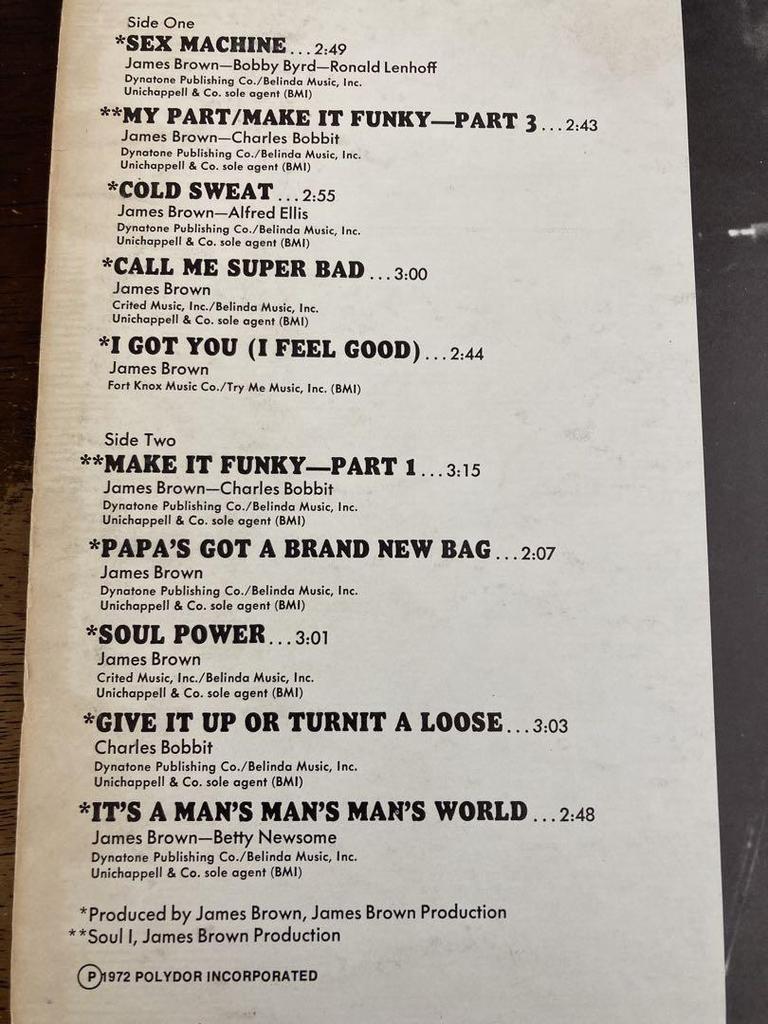 Side One
*SEX MACHINE...2:49
James Brown—Bobby Byrd—Ronald Lenhoff
Dynatone Publishing Co./Belinda Music, Inc.
Unichappell & Co. sole agent (BMI)
**MY PART/MAKE IT FUNKY—PART 3...2:43
James Brown—Charles Bobbit
Dynatone Publishing Co./Belinda Music, Inc.
Unichappell & Co. sole agent (BMI)
*COLD SWEAT...2:55
James Brown—Alfred Ellis
Dynatone Publishing Co./Belinda Music, Inc.
Unichappell & Co. sole agent (BMI)
*CALL ME SUPER BAD...3:00
James Brown
Crited Music, Inc./Belinda Music, Inc.
Unichappell & Co. sole agent (BMI)
*I GOT YOU (I FEEL GOOD)...2:44
James Brown
Fort Knox Music Co./Try Me Music, Inc. (BMI)
Side Two
**MAKE IT FUNKY—PART 1...3:15
James Brown—Charles Bobbit
Dynatone Publishing Co./Belinda Music, Inc.
Unichappell & Co. sole agent (BMI)
*PAPA'S GOT A BRAND NEW BAG...2:07
James Brown
Dynatone Publishing Co./Belinda Music, Inc.
Unichappell & Co. sole agent (BMI)
*SOUL POWER...3:01
James Brown
Crited Music, Inc./Belinda Music, Inc.
Unichappell & Co. sole agent (BMI)
*GIVE IT UP OR TURNIT A LOOSE...3:03
Charles Bobbit
Dynatone Publishing Co./Belinda Music, Inc.
Unichappell & Co. sole agent (BMI)
*IT'S A MAN'S MAN'S MAN'S WORLD...2:48
James Brown—Betty Newsome
Dynatone Publishing Co./Belinda Music, Inc.
Unichappell & Co. sole agent (BMI)
*Produced by James Brown, James Brown Production
**Soul I, James Brown Production
Ⓟ1972 POLYDOR INCORPORATED